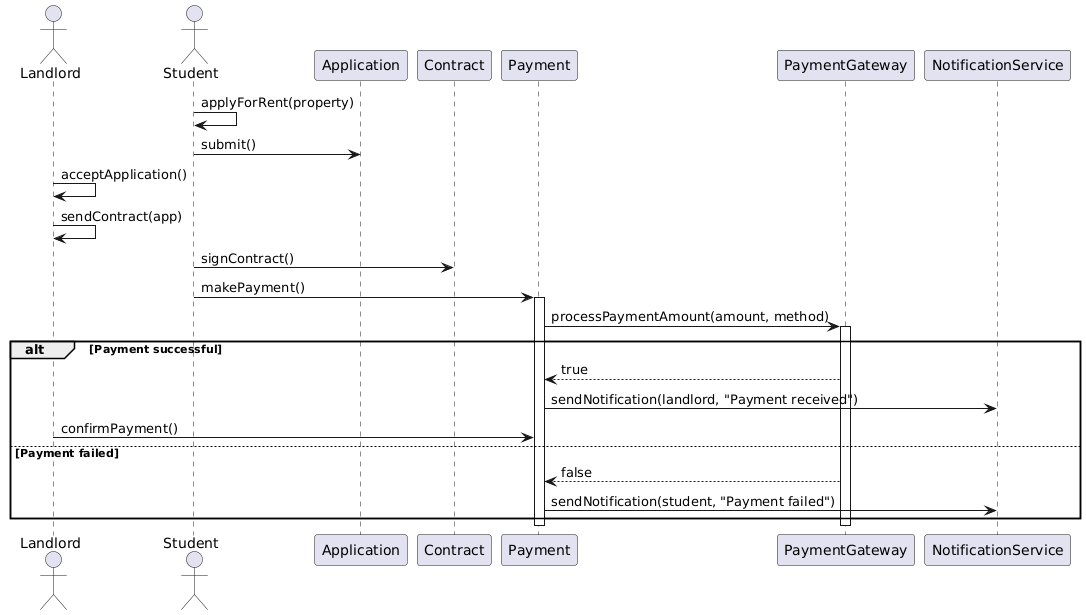 Landlord
Student
Application
Contract
Payment
PaymentGateway
NotificationService
applyForRent(property)
submit()
acceptApplication()
sendContract(app)
signContract()
makePayment()
processPaymentAmount(amount, method)
alt
[Payment successful]
true
sendNotification(landlord, "Payment received")
confirmPayment()
[Payment failed]
false
sendNotification(student, "Payment failed")
Landlord
Student
Application
Contract
Payment
PaymentGateway
NotificationService